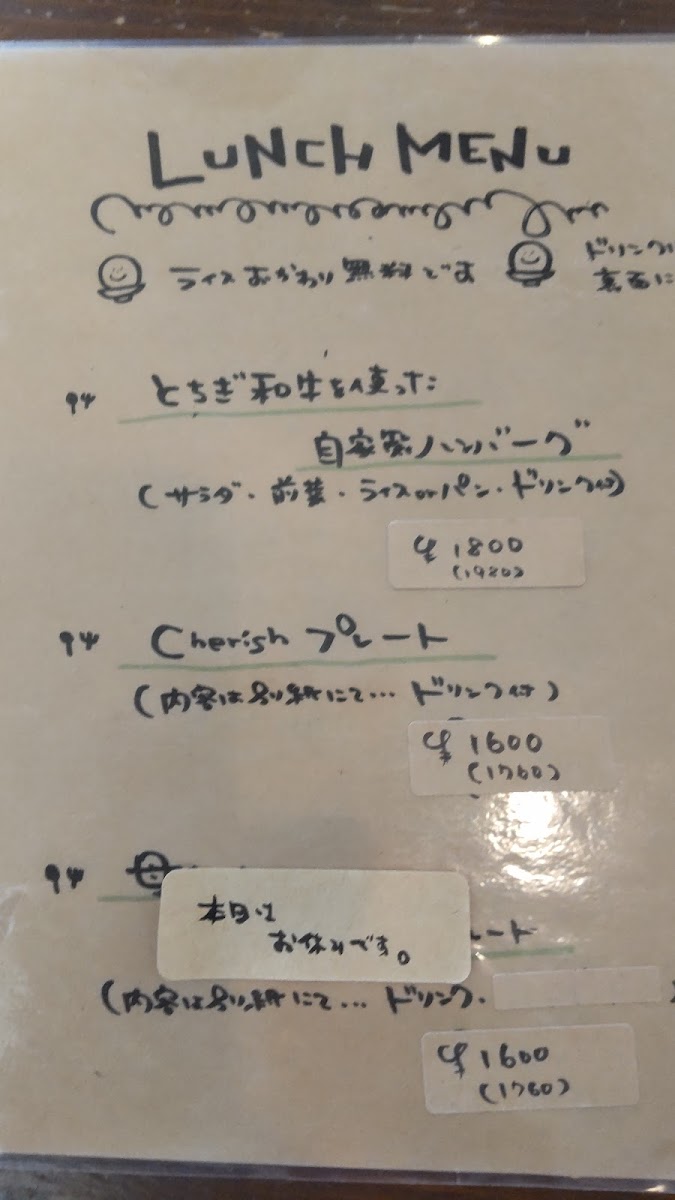 LUNCH MENU
ライスおかわり無料です
ドリンク
裏面に
とちぎ和牛を使った
自家製ハンバーグ
(サラダ・前菜・ライスorパン・ドリンク付)
¥1800
(1980)
Cherish プレート
(内容は別紙にて... ドリンク付)
¥1600
(1760)
本日は
お休みです。
ート
(内容は別紙にて... ドリンク・
¥1600
(1760)